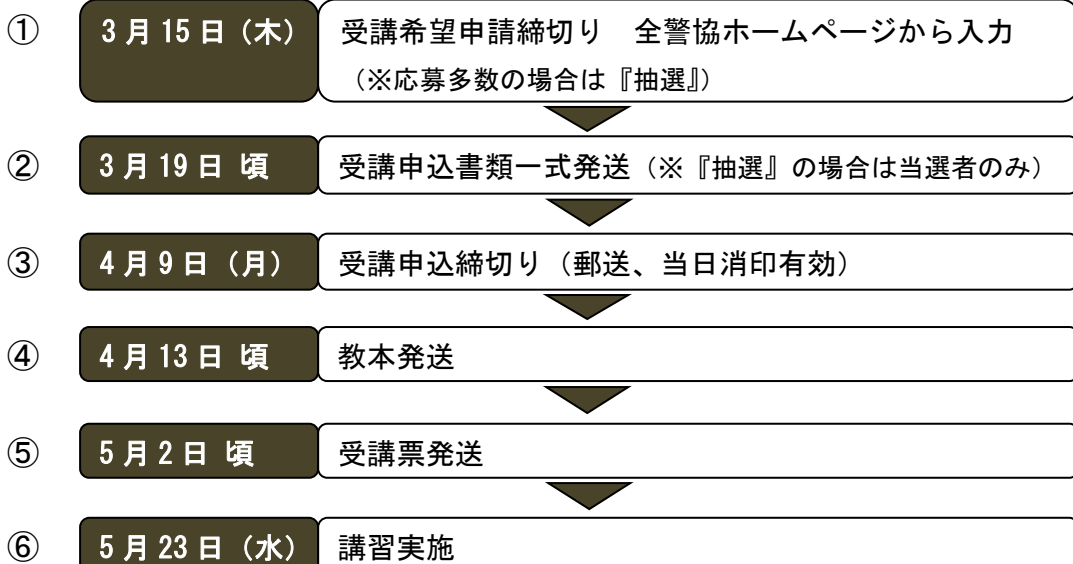 ① 3月15日（木） 受講希望申請締切り　全警協ホームページから入力
（※応募多数の場合は『抽選』）
② 3月19日 頃 受講申込書類一式発送（※『抽選』の場合は当選者のみ）
③ 4月9日（月） 受講申込締切り（郵送、当日消印有効）
④ 4月13日 頃 教本発送
⑤ 5月2日 頃 受講票発送
⑥ 5月23日（水） 講習実施